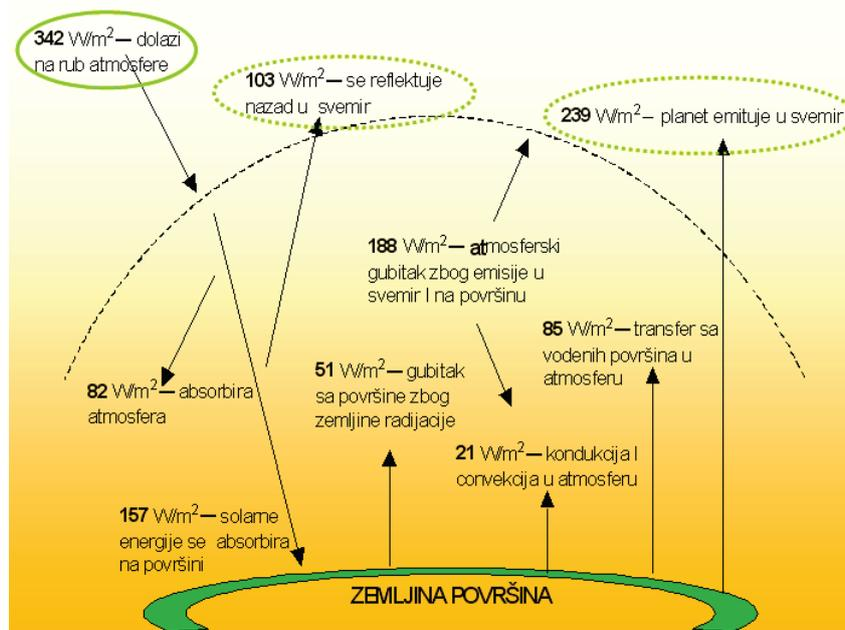 342 W/m²— dolazi
na rub atmosfere
103 W/m²— se reflektuje
nazad u svemir
239 W/m²— planet emituje u svemir
188 W/m²— atmosferski
gubitak zbog emisije u
svemir I na površinu
85 W/m²— transfer sa
vodenih površina u
atmosferu
82 W/m²— absorbira
atmosfera
51 W/m²— gubitak
sa površine zbog
zemljine radijacije
21 W/m²— kondukcija I
convekcija u atmosferu
157 W/m²— solarne
energije se absorbira
na površini
ZEMLJINA POVRŠINA